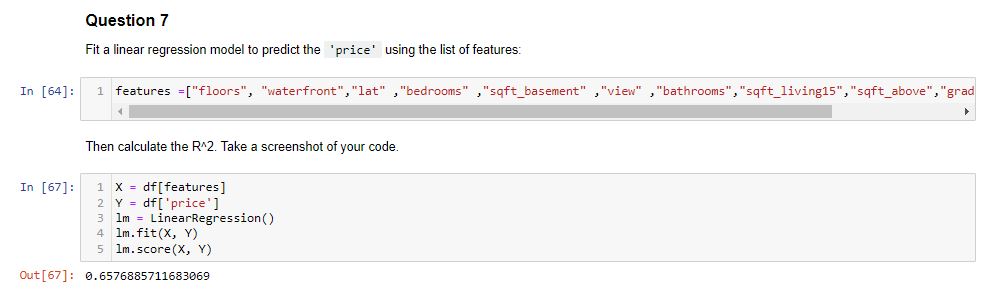 Question 7
Fit a linear regression model to predict the 'price' using the list of features:
In [64]: 1 features =["floors", "waterfront","lat" ,"bedrooms" ,"sqft_basement" ,"view" ,"bathrooms","sqft_living15","sqft_above","grad
Then calculate the R^2. Take a screenshot of your code.
In [67]: 1 X = df[features]
2 Y = df['price']
3 lm = LinearRegression()
4 lm.fit(X, Y)
5 lm.score(X, Y)
Out[67]: 0.6576885711683069